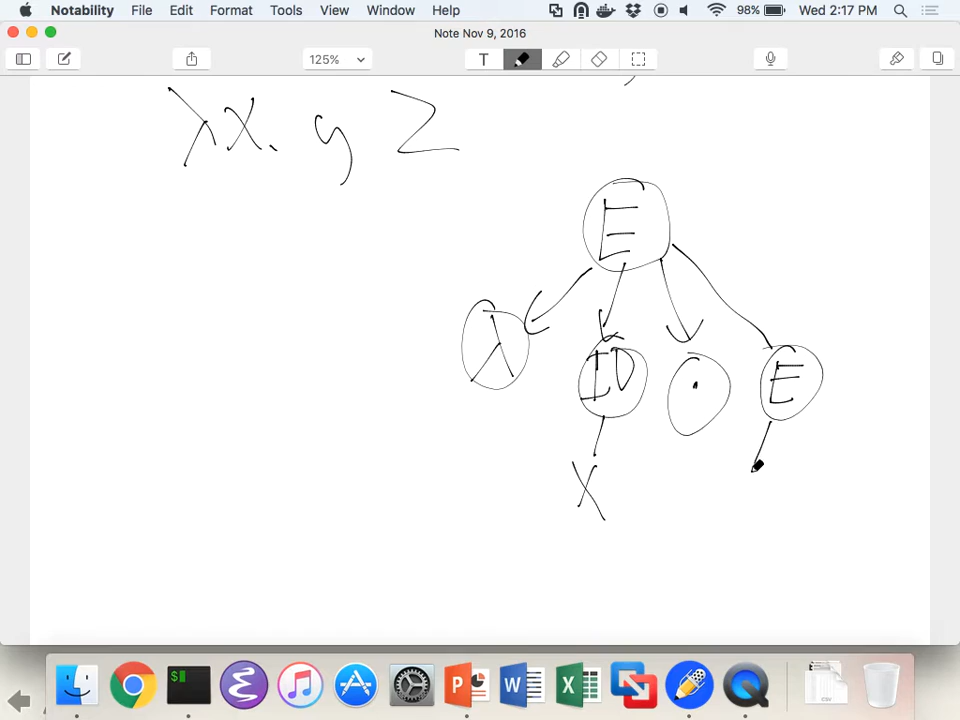 Notability File Edit Format Tools View Window Help 98% Wed 2:17 PM
Note Nov 9, 2016
125% T
λx. y z
E
λ ID . E
x
$ P W X
CSV